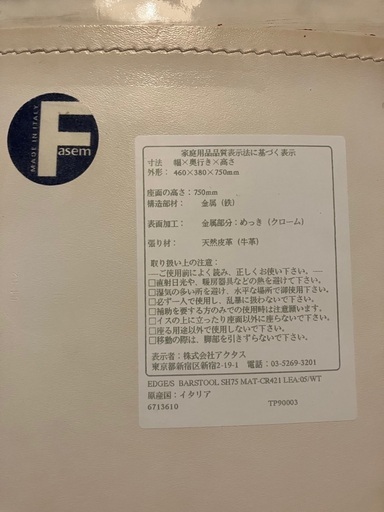 MADE IN ITALY
Fasem
家庭用品品質表示法に基づく表示
寸法 幅×奥行き×高さ
外形: 460×380×750mm
座面の高さ:750mm
構造部材: 金属(鉄)
表面加工: 金属部分:めっき(クローム)
張り材: 天然皮革(牛革)
取り扱い上の注意:
―ご使用前によく読み、正しくお使い下さい。―
□直射日光や、暖房器具などの熱を避けて下さい。
□湿気の多い所を避け、水平な場所で御使用下さい。
□必ず一人で使用し、乱暴に扱わないで下さい。
□補助を要する方のみでの使用時は注意願います。
□イスの上に立ったり座面以外に座らないで下さい。
□座る用途以外で使用しないで下さい。
□移動の際は、脚部を引きずらないで下さい。
表示者:株式会社アクタス
東京都新宿区新宿2-19-1 電話:03-5269-3201
EDGE/S BARSTOOL SH75 MAT-CR421 LEA:05/WT
原産国:イタリア
6713610 TP90003